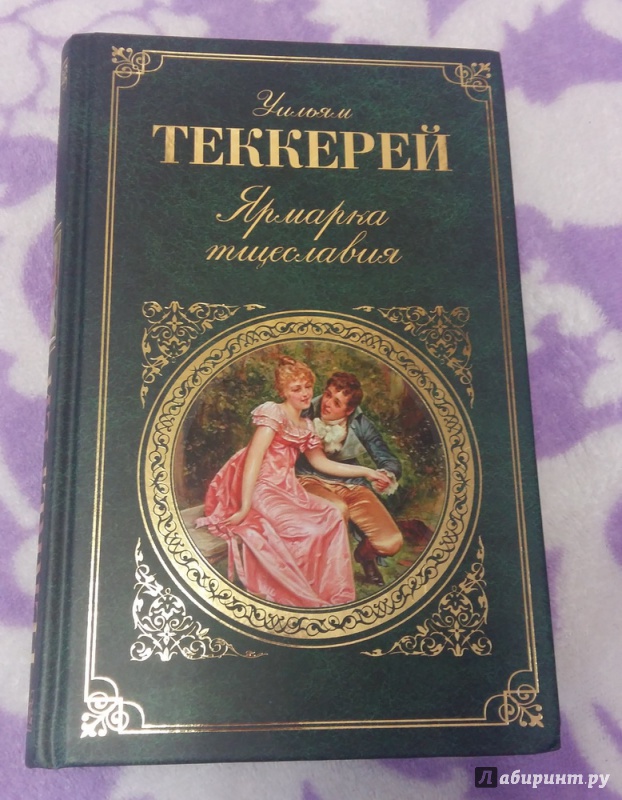 Уильям
ТЕККЕРЕЙ
Ярмарка
тщеславия
Лабиринт.ру